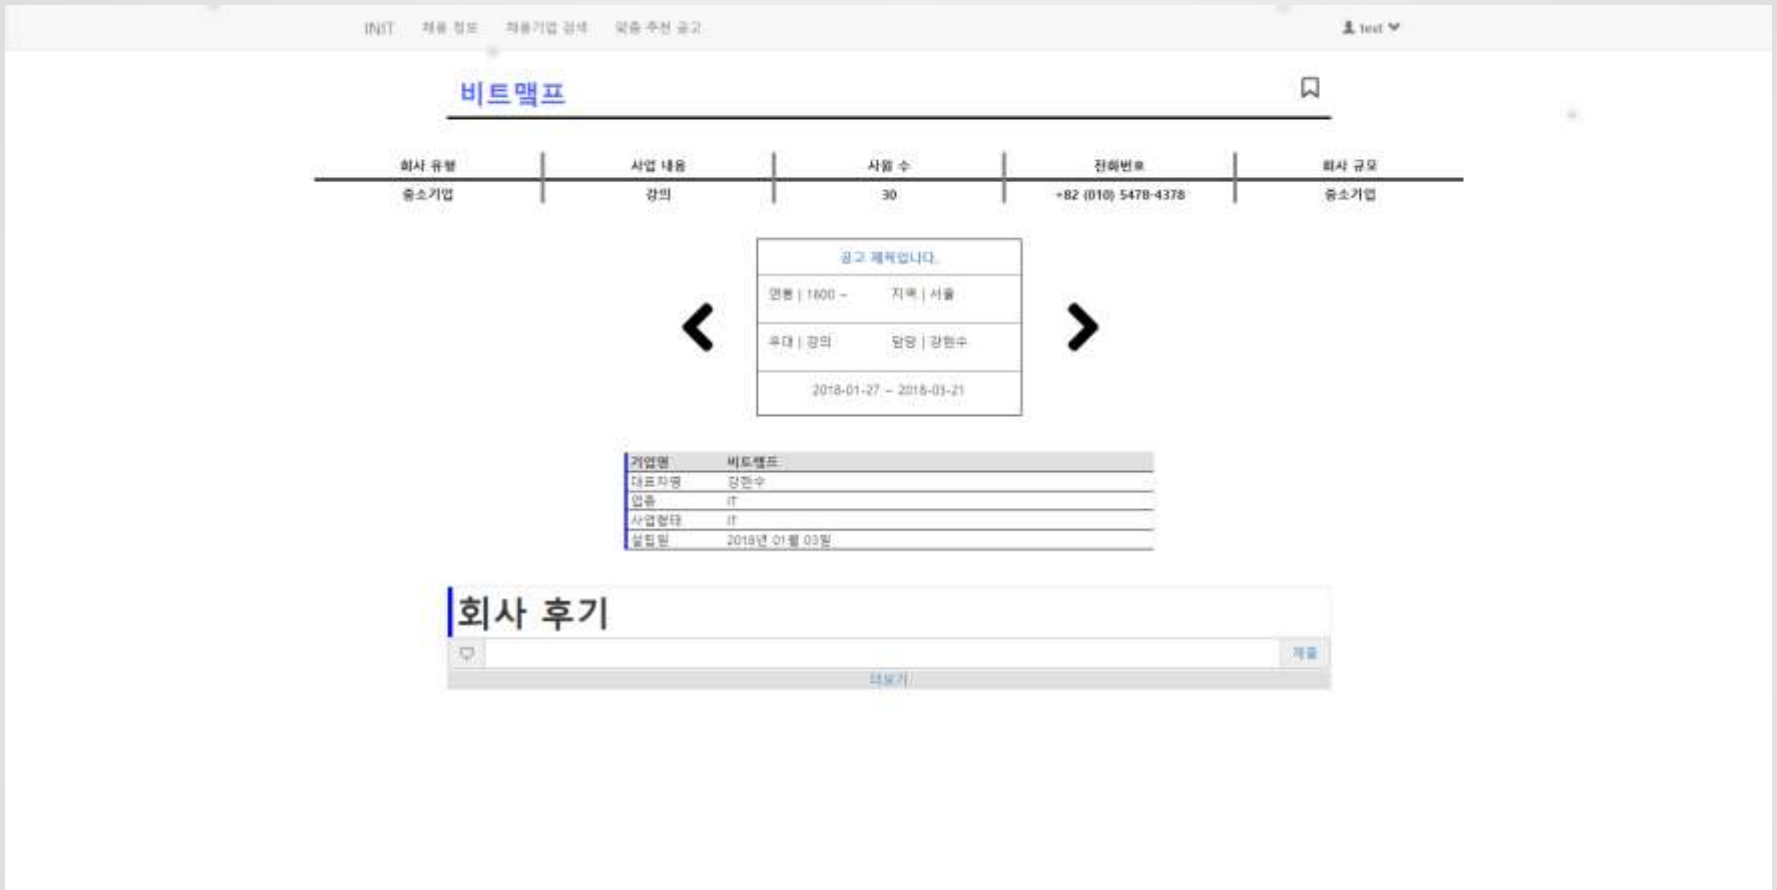 INIT 채용 정보 채용기업 검색 맞춤 추천 공고 test
비트맵프
회사 유형 사업 내용 사원 수 전화번호 회사 규모
중소기업 강의 30 +82 (010) 5478-4378 중소기업
공고 제목입니다.
연봉 | 1600 ~ 지역 | 서울
우대 | 강의 담당 | 강현수
2018-01-27 ~ 2018-03-21
기업명 비트캠프
대표자명 강현수
업종 IT
사업형태 IT
설립일 2018년 01월 03일
회사 후기
제출
더보기